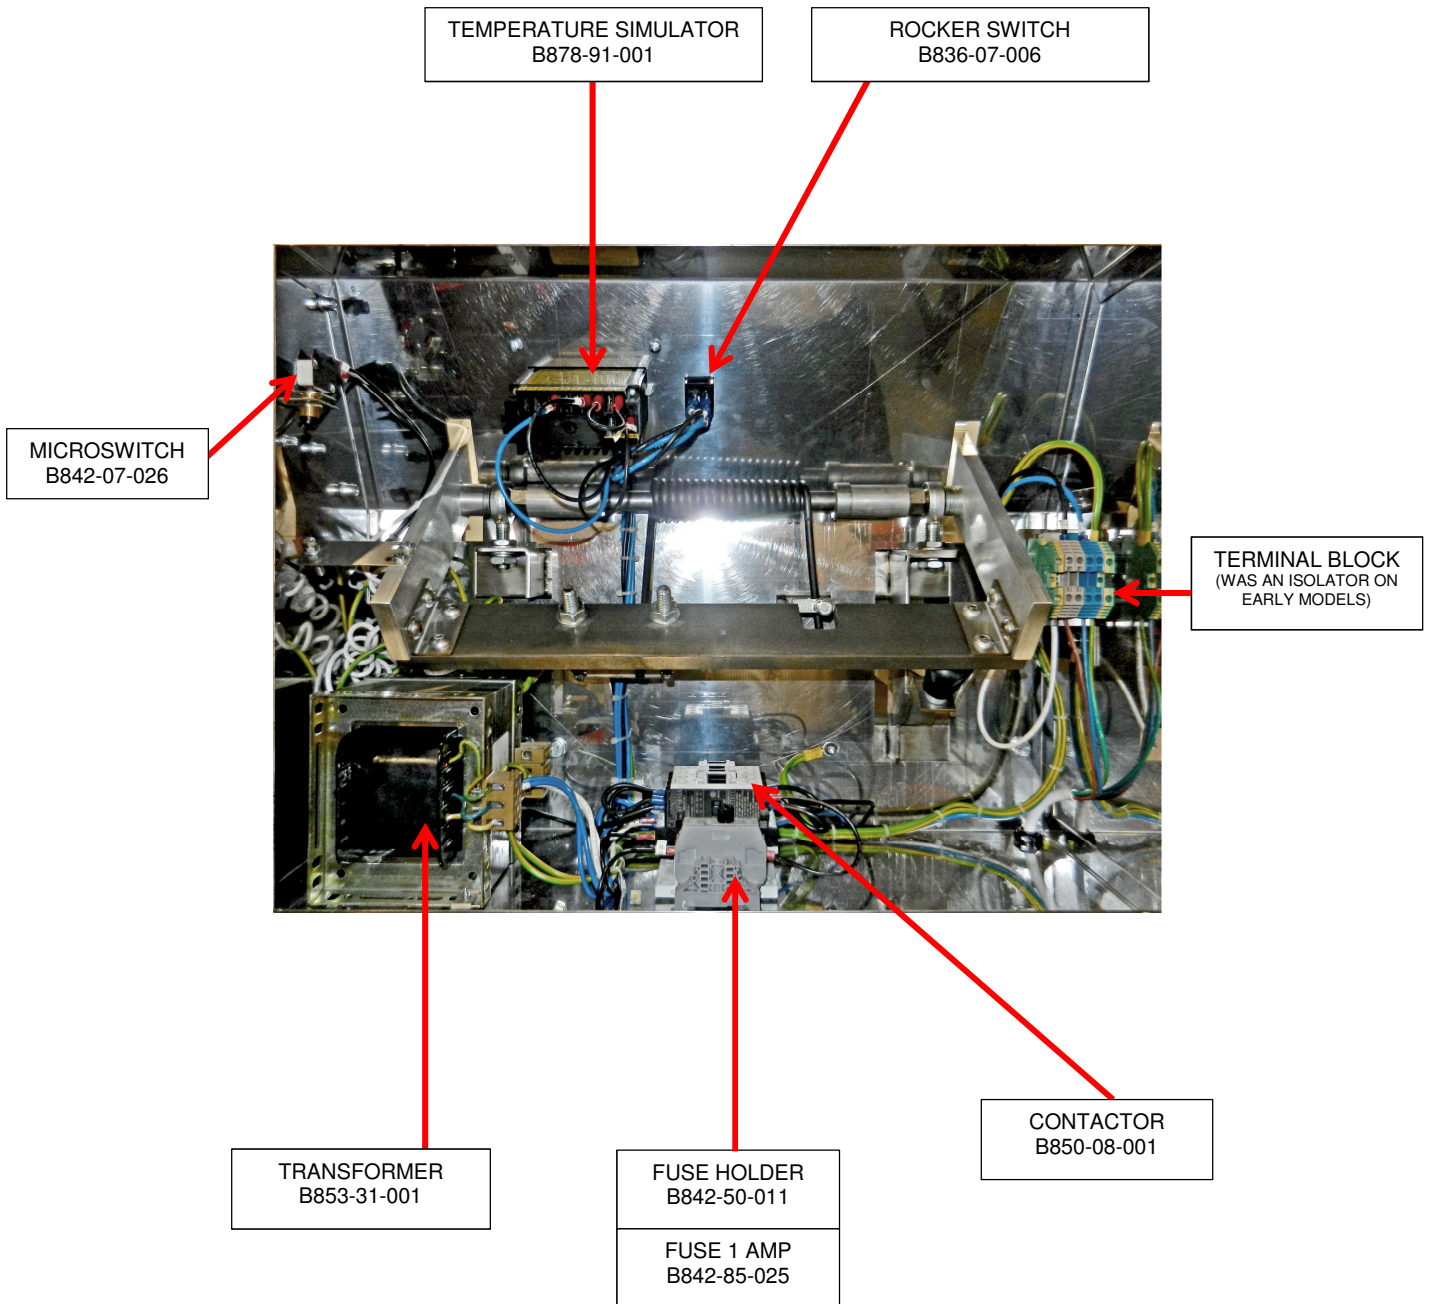 TEMPERATURE SIMULATOR
B878-91-001
ROCKER SWITCH
B836-07-006
MICROSWITCH
B842-07-026
TERMINAL BLOCK
(WAS AN ISOLATOR ON
EARLY MODELS)
CONTACTOR
B850-08-001
TRANSFORMER
B853-31-001
FUSE HOLDER
B842-50-011
FUSE 1 AMP
B842-85-025